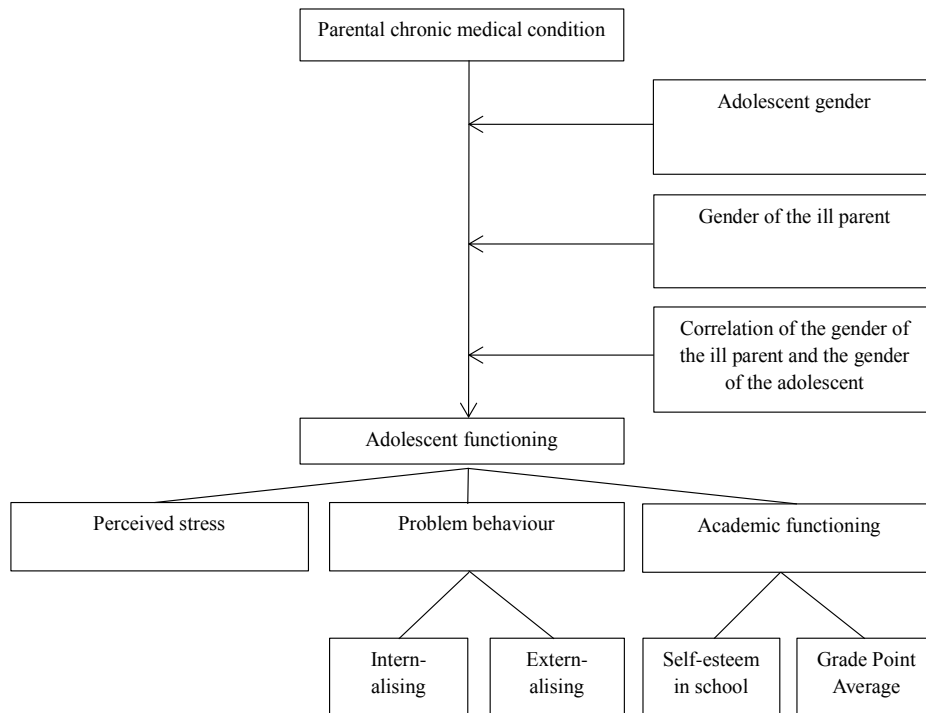 Parental chronic medical condition
Adolescent gender
Gender of the ill parent
Correlation of the gender of
the ill parent and the gender
of the adolescent
Adolescent functioning
Perceived stress
Problem behaviour
Academic functioning
Intern-
alising
Extern-
alising
Self-esteem
in school
Grade Point
Average